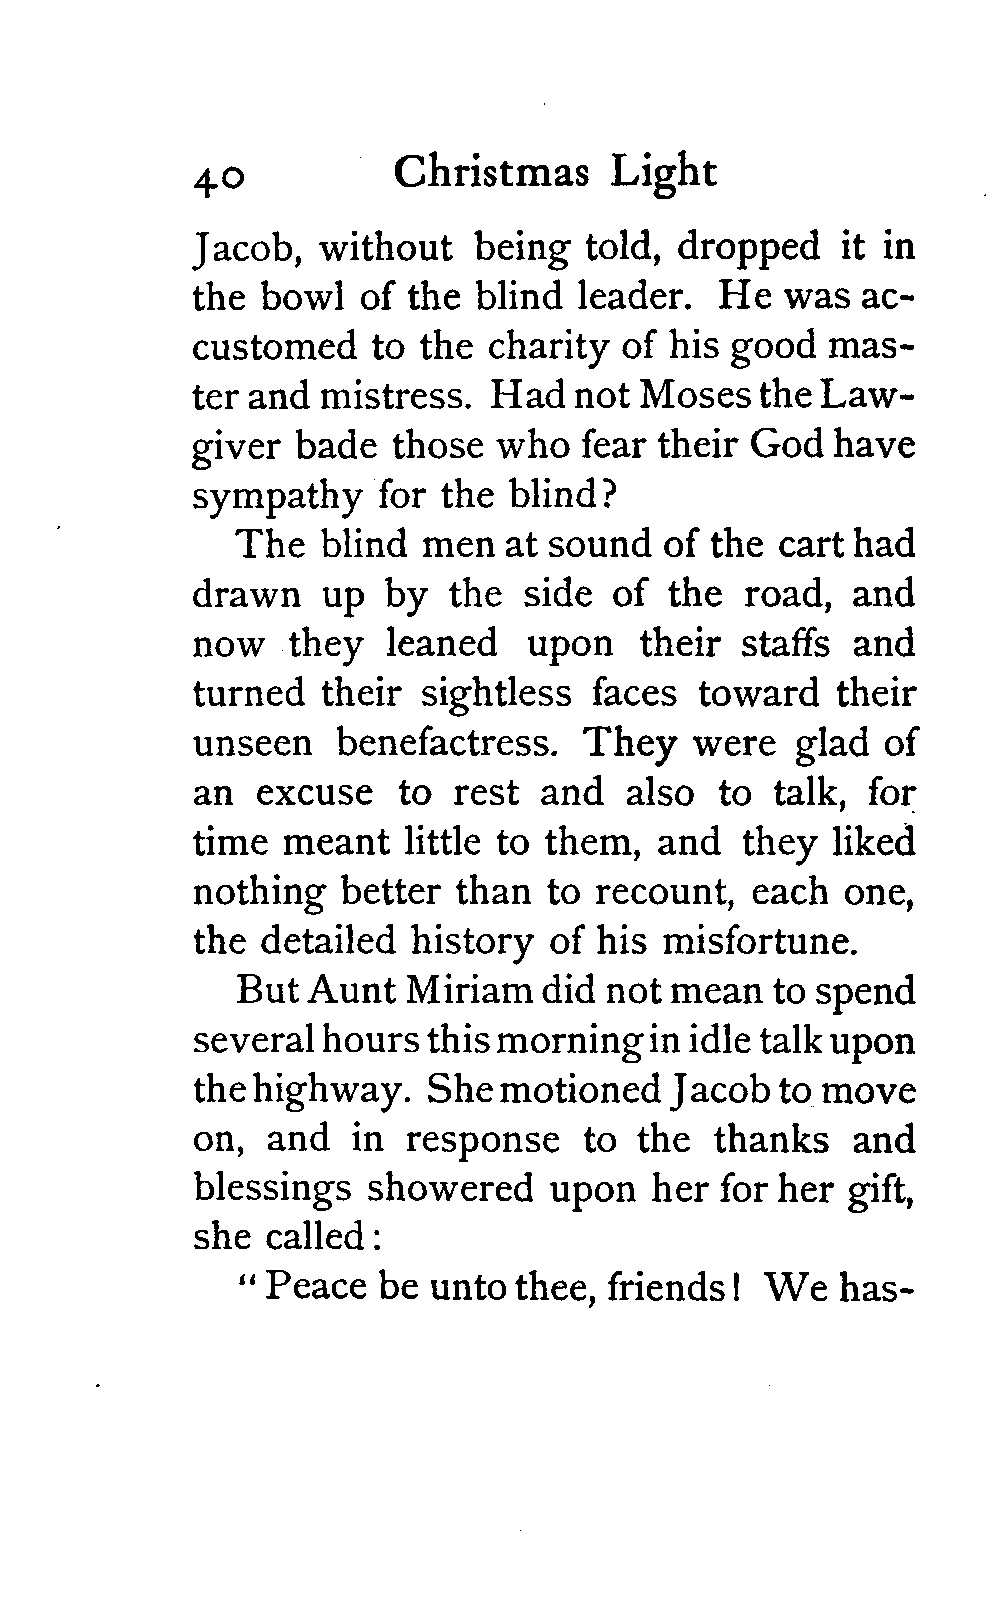 40 Christmas Light
Jacob, without being told, dropped it in
the bowl of the blind leader. He was ac-
customed to the charity of his good mas-
ter and mistress. Had not Moses the Law-
giver bade those who fear their God have
sympathy for the blind?
The blind men at sound of the cart had
drawn up by the side of the road, and
now they leaned upon their staffs and
turned their sightless faces toward their
unseen benefactress. They were glad of
an excuse to rest and also to talk, for
time meant little to them, and they liked
nothing better than to recount, each one,
the detailed history of his misfortune.
But Aunt Miriam did not mean to spend
several hours this morning in idle talk upon
the highway. She motioned Jacob to move
on, and in response to the thanks and
blessings showered upon her for her gift,
she called:
"Peace be unto thee, friends! We has-